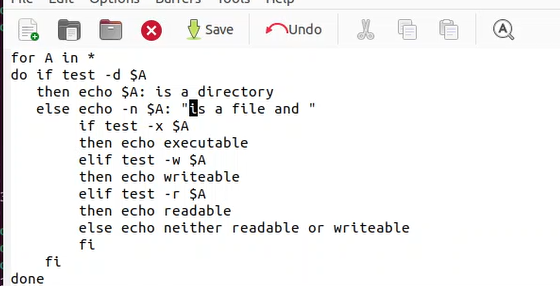 File Edit Options Buffers Tools Help
Save Undo
for A in *
do if test -d $A
then echo $A: is a directory
else echo -n $A: "is a file and "
if test -x $A
then echo executable
elif test -w $A
then echo writeable
elif test -r $A
then echo readable
else echo neither readable or writeable
fi
fi
done